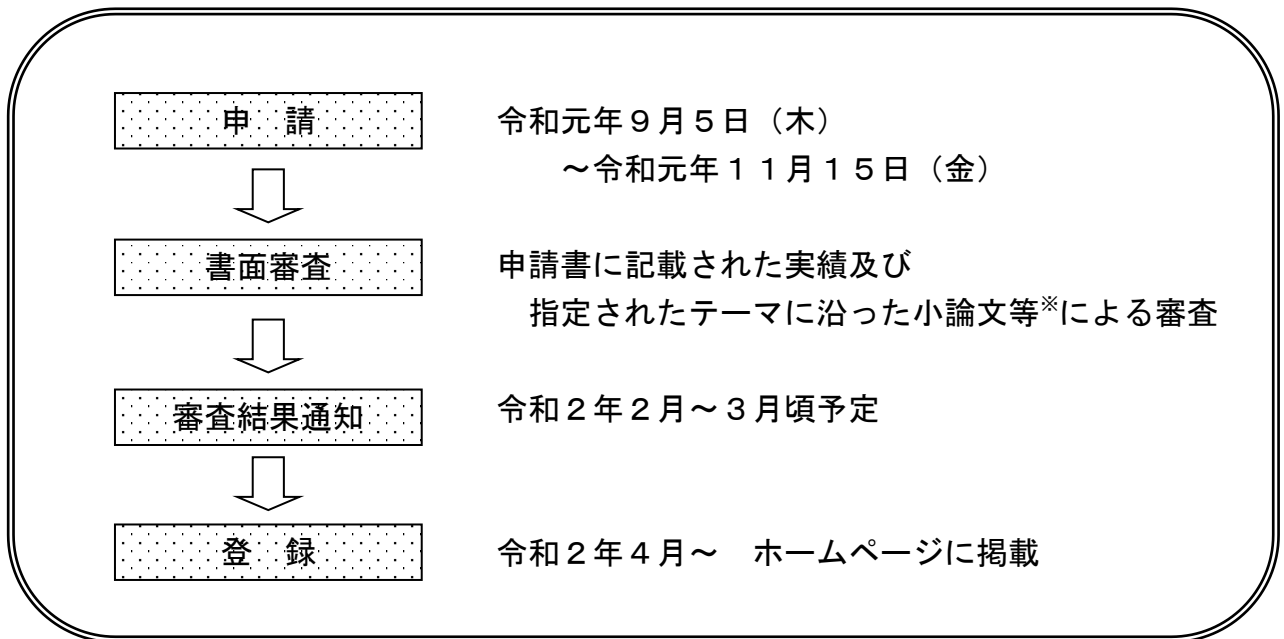 申　請
令和元年９月５日（木）
～令和元年１１月１５日（金）
書面審査
申請書に記載された実績及び
指定されたテーマに沿った小論文等※による審査
審査結果通知
令和２年２月～３月頃予定
登　録
令和２年４月～　ホームページに掲載